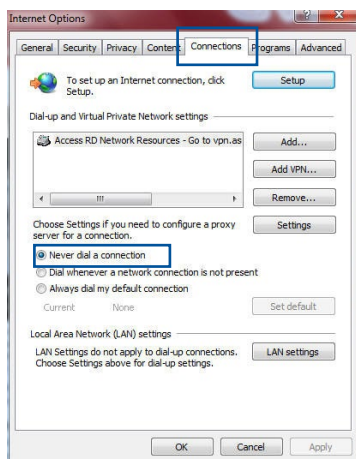 Internet Options
General Security Privacy Content Connections Programs Advanced
To set up an Internet connection, click
Setup.
Setup
Dial-up and Virtual Private Network settings
Access RD Network Resources - Go to vpn.as
Add...
Add VPN...
Remove...
Choose Settings if you need to configure a proxy
server for a connection.
Settings
Never dial a connection
Dial whenever a network connection is not present
Always dial my default connection
Current None
Set default
Local Area Network (LAN) settings
LAN Settings do not apply to dial-up connections.
Choose Settings above for dial-up settings.
LAN settings
OK Cancel Apply